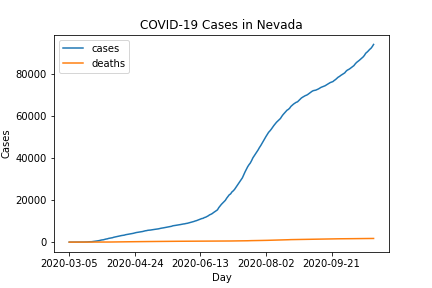 COVID-19 Cases in Nevada
cases
deaths
80000
60000
40000
20000
0
Cases
2020-03-05 2020-04-24 2020-06-13 2020-08-02 2020-09-21
Day